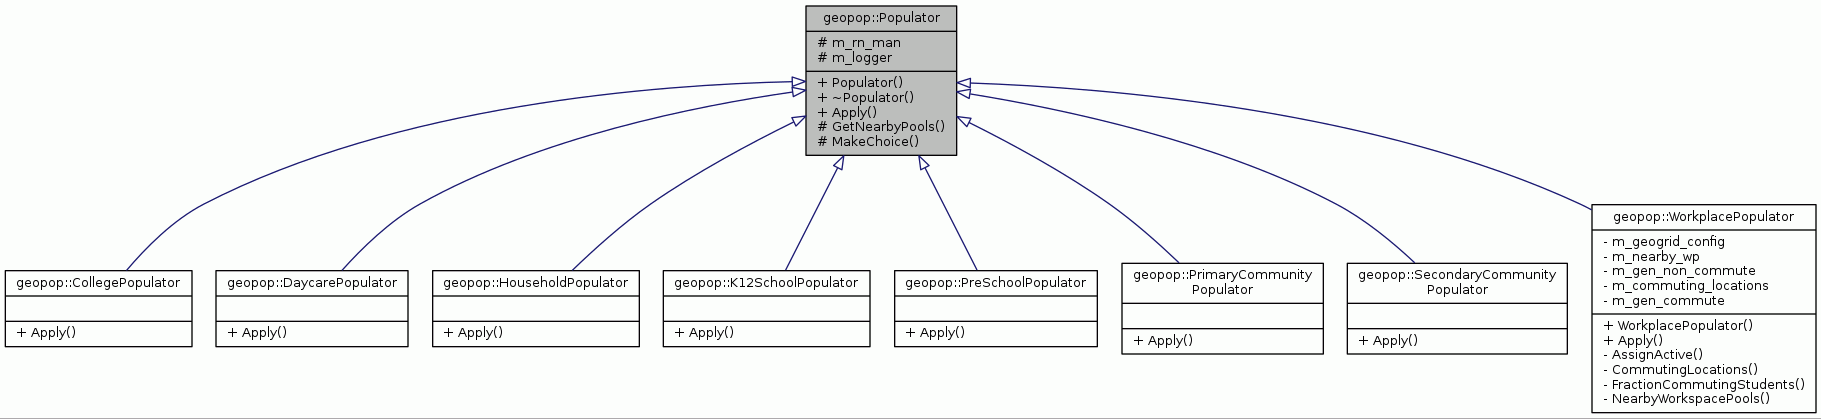 geopop::Populator
# m_rn_man
# m_logger
+ Populator()
+ ~Populator()
+ Apply()
# GetNearbyPools()
# MakeChoice()
geopop::CollegePopulator
+ Apply()
geopop::DaycarePopulator
+ Apply()
geopop::HouseholdPopulator
+ Apply()
geopop::K12SchoolPopulator
+ Apply()
geopop::PreSchoolPopulator
+ Apply()
geopop::PrimaryCommunity
Populator
+ Apply()
geopop::SecondaryCommunity
Populator
+ Apply()
geopop::WorkplacePopulator
- m_geogrid_config
- m_nearby_wp
- m_gen_non_commute
- m_commuting_locations
- m_gen_commute
+ WorkplacePopulator()
+ Apply()
- AssignActive()
- CommutingLocations()
- FractionCommutingStudents()
- NearbyWorkspacePools()